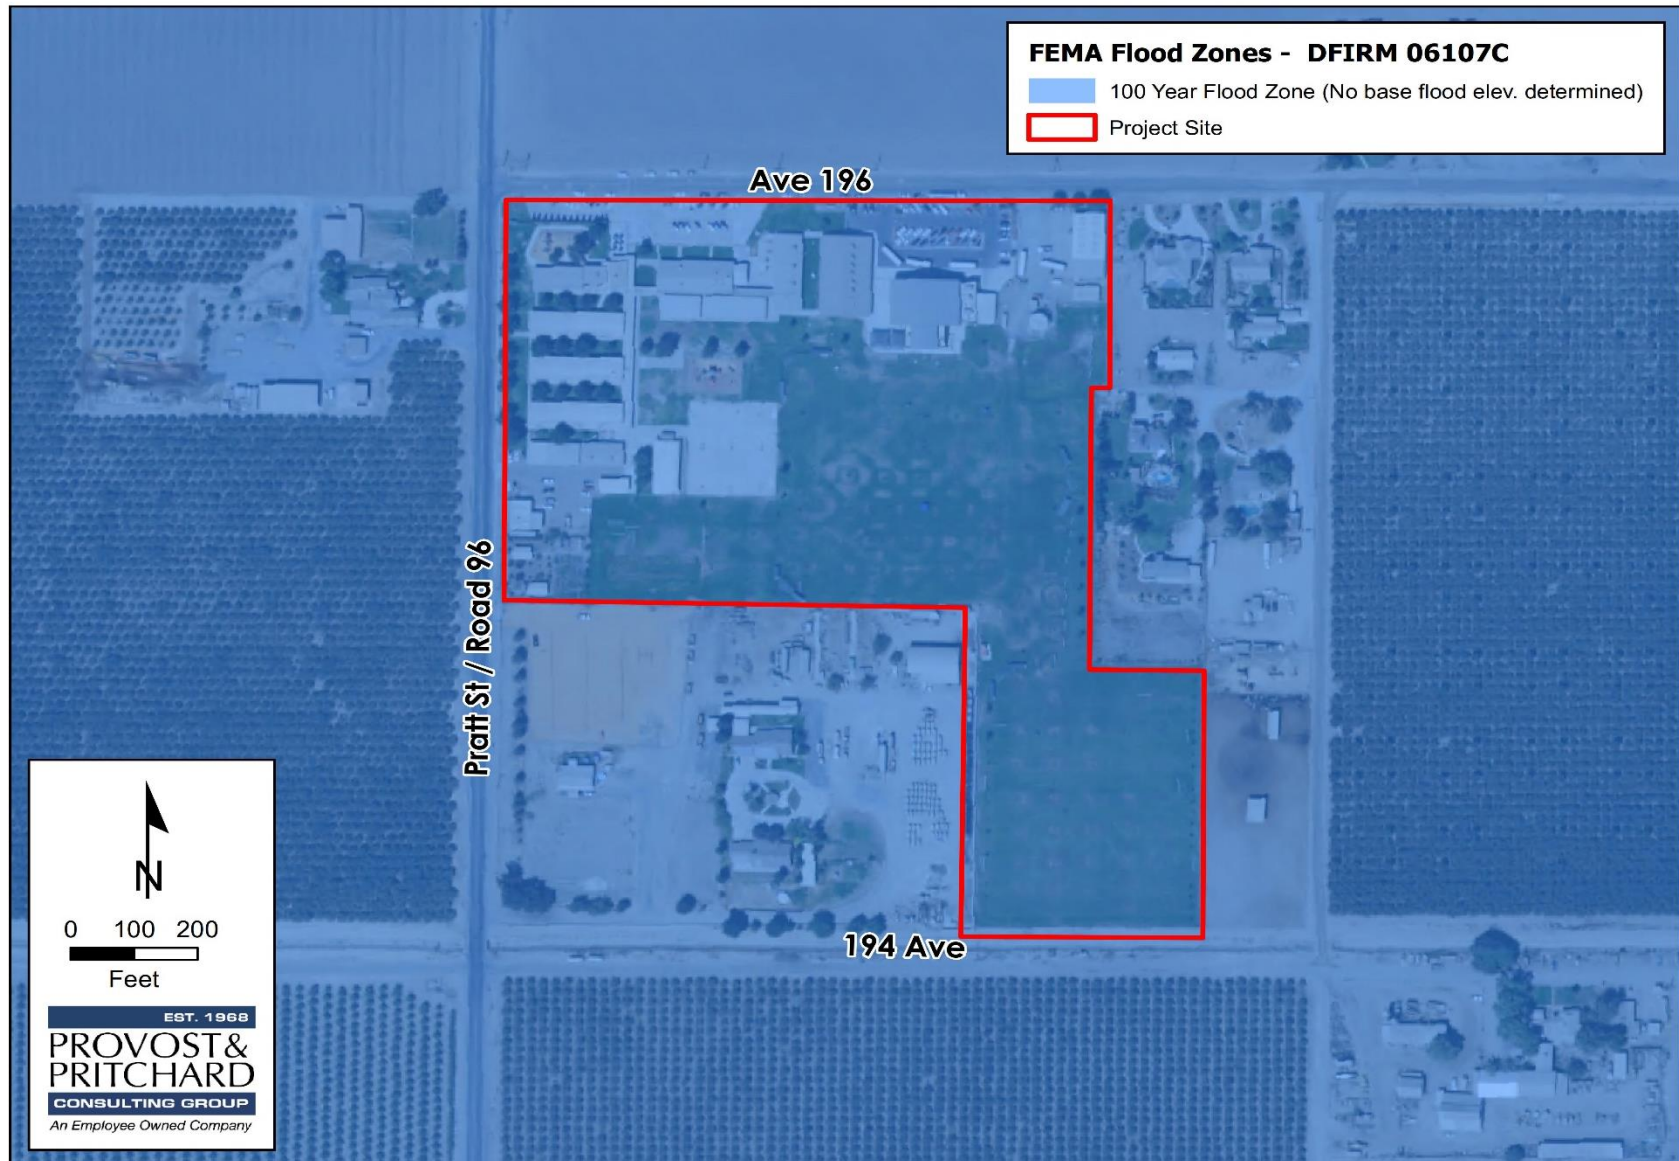 FEMA Flood Zones - DFIRM 06107C
100 Year Flood Zone (No base flood elev. determined)
Project Site
Ave 196
Pratt St / Road 96
194 Ave
N
0 100 200
Feet
EST. 1968
PROVOST&
PRITCHARD
CONSULTING GROUP
An Employee Owned Company